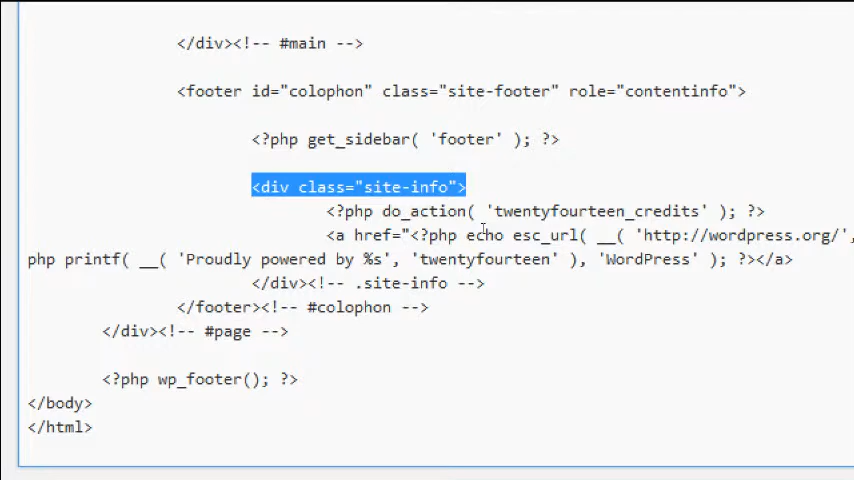 </div><!-- #main -->
<footer id="colophon" class="site-footer" role="contentinfo">
<?php get_sidebar( 'footer' ); ?>
<div class="site-info">
<?php do_action( 'twentyfourteen_credits' ); ?>
<a href="<?php echo esc_url( __( 'http://wordpress.org/',
php printf( __( 'Proudly powered by %s', 'twentyfourteen' ), 'WordPress' ); ?></a>
</div><!-- .site-info -->
</footer><!-- #colophon -->
</div><!-- #page -->
<?php wp_footer(); ?>
</body>
</html>